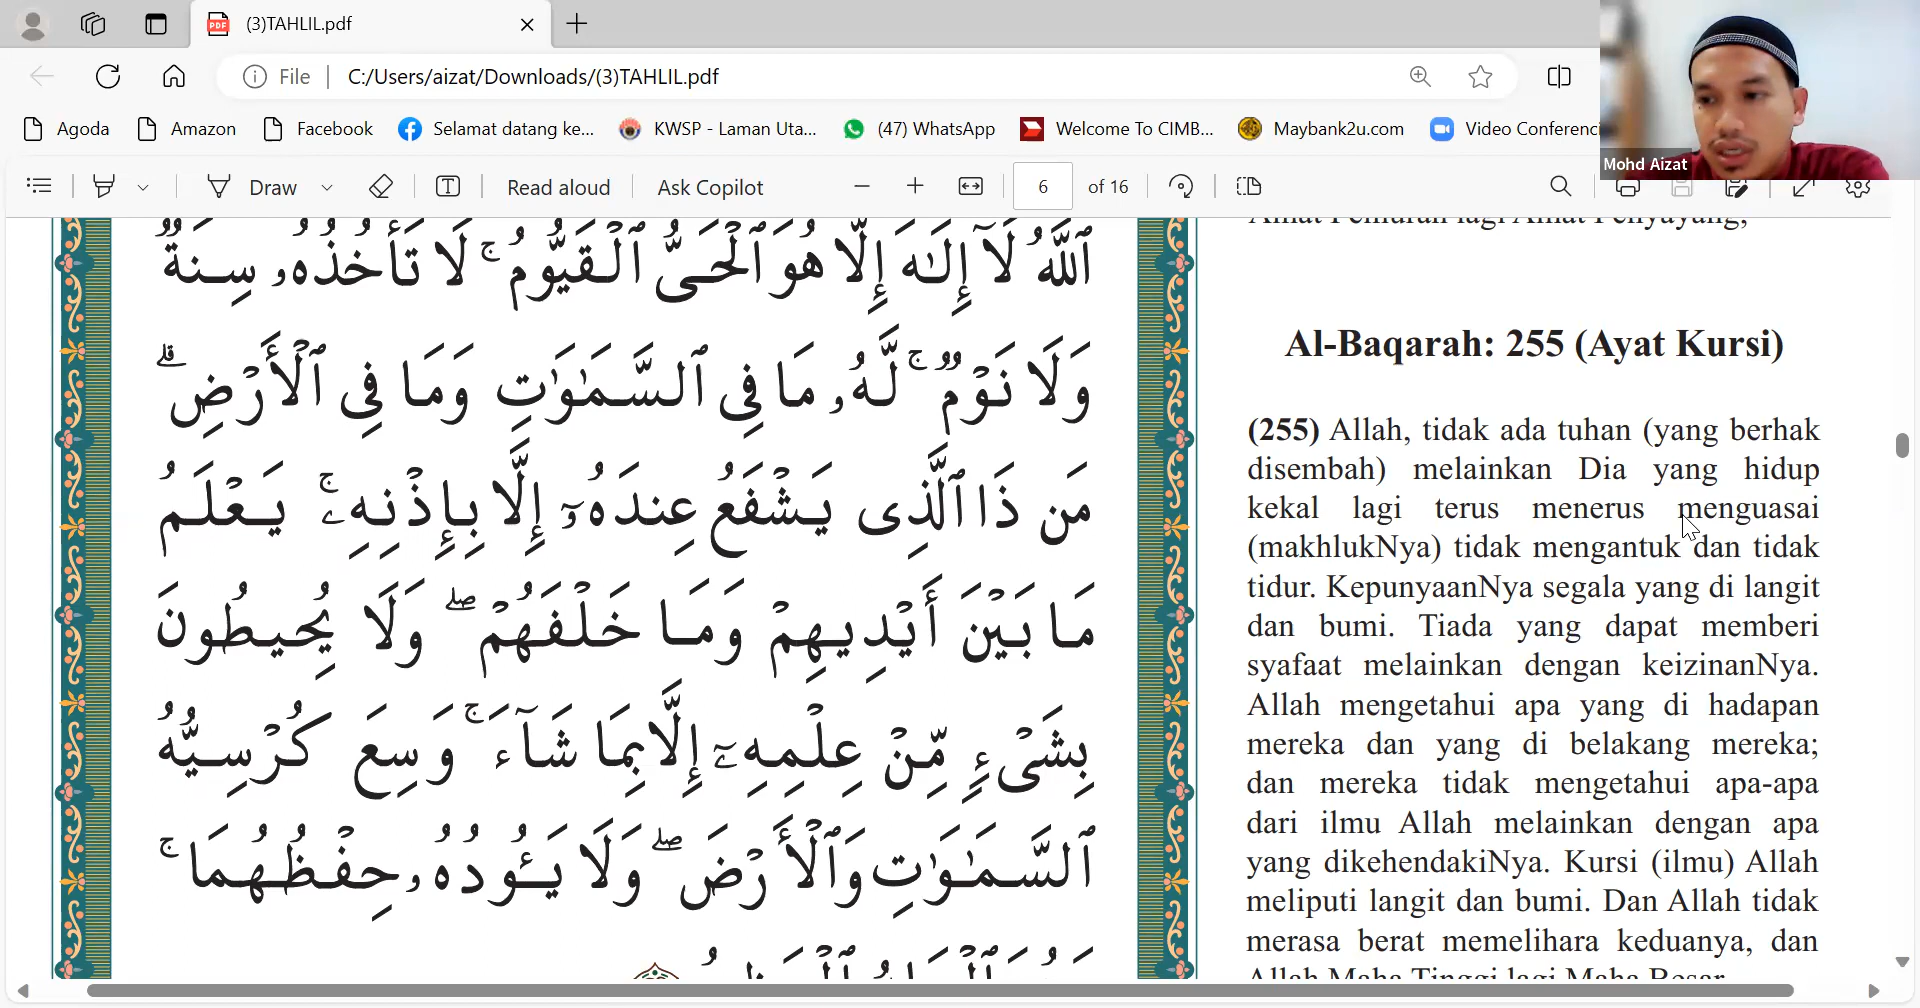 (3)TAHLIL.pdf
File C:/Users/aizat/Downloads/(3)TAHLIL.pdf
Agoda Amazon Facebook Selamat datang ke... KWSP - Laman Uta... (47) WhatsApp Welcome To CIMB... Maybank2u.com Video Conferenci
Mohd Aizat
Draw Read aloud Ask Copilot 6 of 16
ٱللَّهُ لَآ إِلَٰهَ إِلَّا هُوَ ٱلْحَىُّ ٱلْقَيُّومُ ۚ لَا تَأْخُذُهُۥ سِنَةٌ
وَلَا نَوْمٌ ۚ لَّهُۥ مَا فِى ٱلسَّمَٰوَٰتِ وَمَا فِى ٱلْأَرْضِ ۗ
مَن ذَا ٱلَّذِى يَشْفَعُ عِندَهُۥٓ إِلَّا بِإِذْنِهِۦ ۚ يَعْلَمُ
مَا بَيْنَ أَيْدِيهِمْ وَمَا خَلْفَهُمْ ۖ وَلَا يُحِيطُونَ
بِشَىْءٍ مِّنْ عِلْمِهِۦٓ إِلَّا بِمَا شَآءَ ۚ وَسِعَ كُرْسِيُّهُ
ٱلسَّمَٰوَٰتِ وَٱلْأَرْضَ ۖ وَلَا يَـُٔودُهُۥ حِفْظُهُمَا ۚ
Al-Baqarah: 255 (Ayat Kursi)
(255) Allah, tidak ada tuhan (yang berhak
disembah) melainkan Dia yang hidup
kekal lagi terus menerus menguasai
(makhlukNya) tidak mengantuk dan tidak
tidur. KepunyaanNya segala yang di langit
dan bumi. Tiada yang dapat memberi
syafaat melainkan dengan keizinanNya.
Allah mengetahui apa yang di hadapan
mereka dan yang di belakang mereka;
dan mereka tidak mengetahui apa-apa
dari ilmu Allah melainkan dengan apa
yang dikehendakiNya. Kursi (ilmu) Allah
meliputi langit dan bumi. Dan Allah tidak
merasa berat memelihara keduanya, dan
Allah Maha Tinggi lagi Maha Besar.